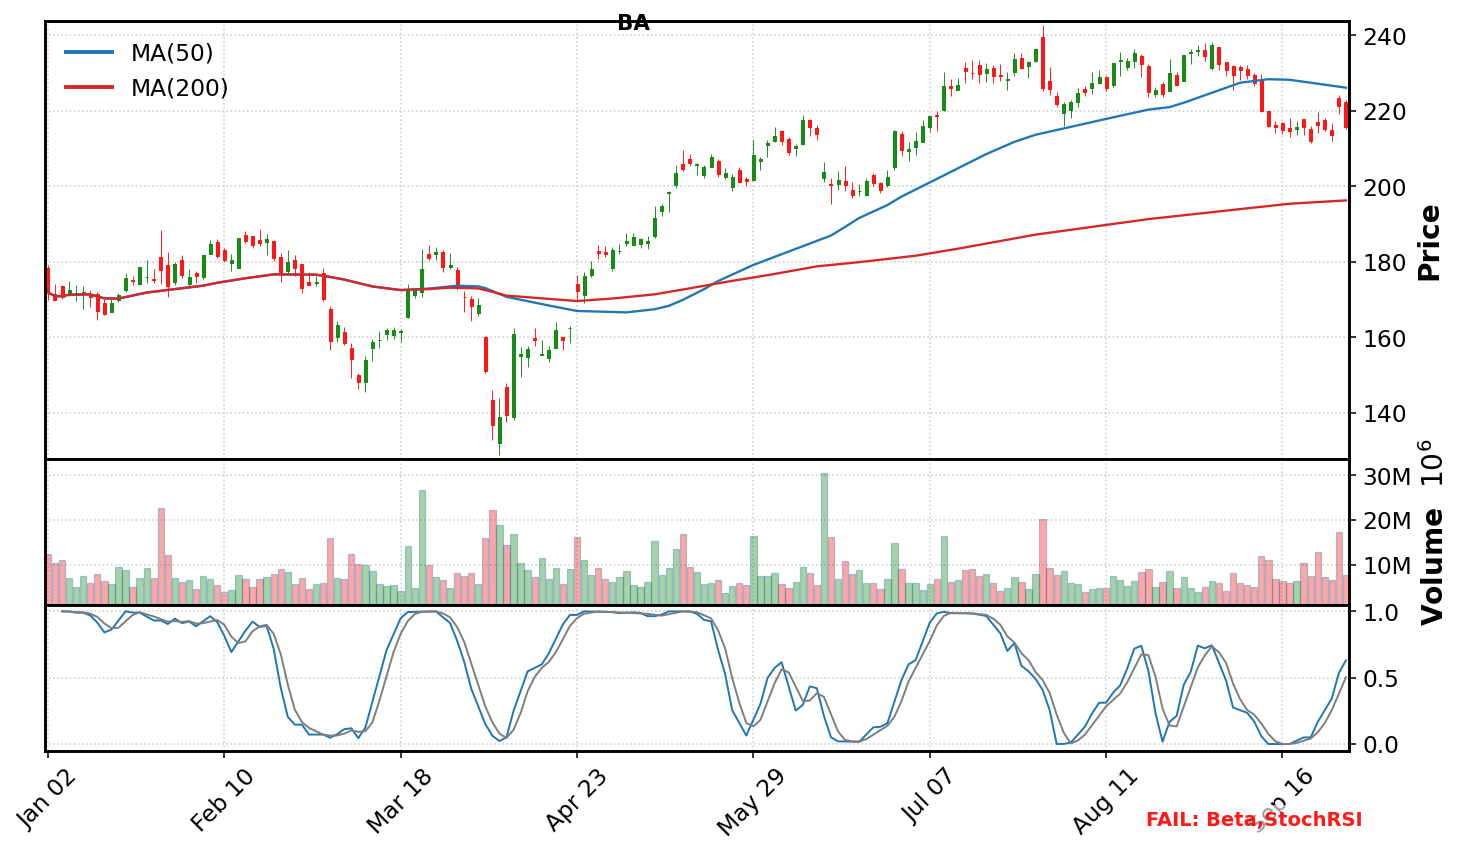 BA
MA(50)
MA(200)
240
220
200
180
160
140
Price
30M
20M
10M
Volume 10^6
1.0
0.5
0.0
Jan 02
Feb 10
Mar 18
Apr 23
May 29
Jul 07
Aug 11
Sep 16
FAIL: Beta,StochRSI